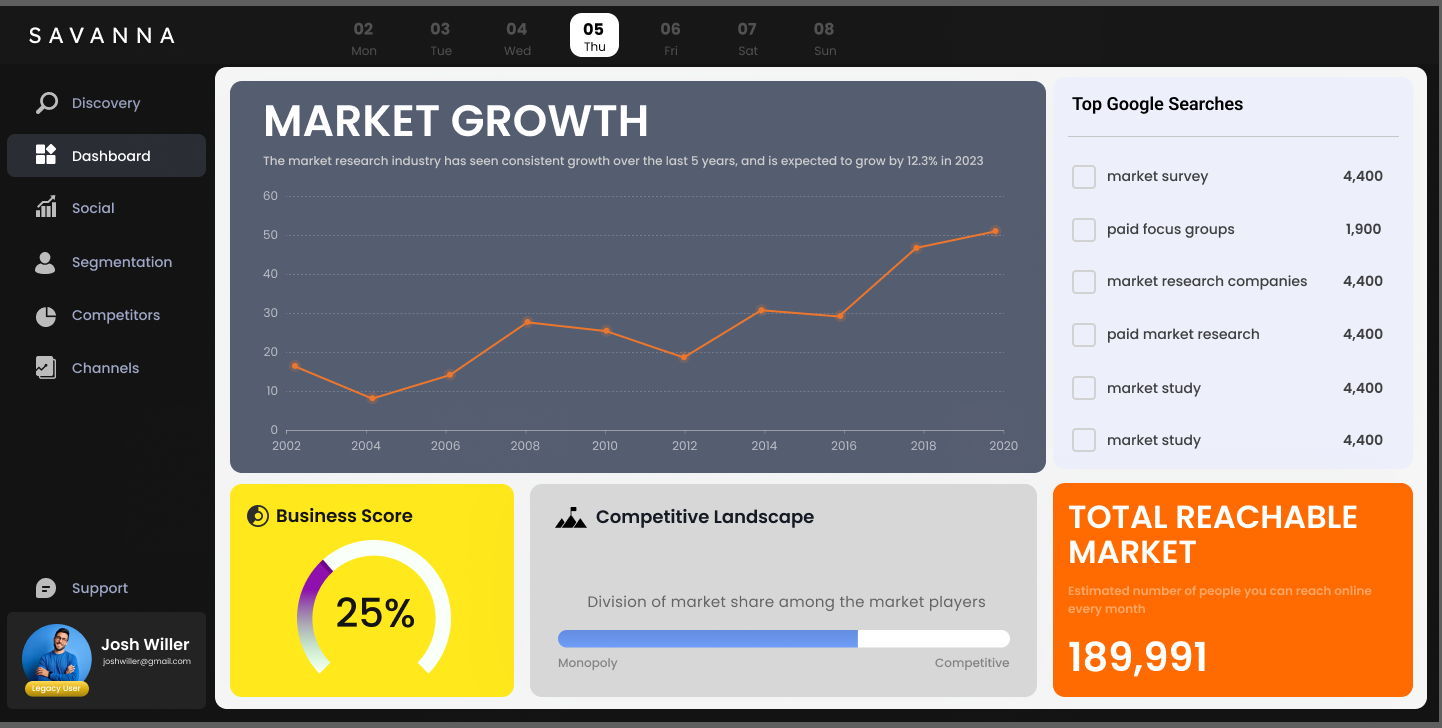 SAVANNA
02 03 04 05 06 07 08
Mon Tue Wed Thu Fri Sat Sun
Discovery
Dashboard
Social
Segmentation
Competitors
Channels
Support
Josh Willer
joshwiller@gmail.com
Legacy User
MARKET GROWTH
The market research industry has seen consistent growth over the last 5 years, and is expected to grow by 12.3% in 2023
60
50
40
30
20
10
0
2002 2004 2006 2008 2010 2012 2014 2016 2018 2020
Top Google Searches
market survey 4,400
paid focus groups 1,900
market research companies 4,400
paid market research 4,400
market study 4,400
market study 4,400
Business Score
25%
Competitive Landscape
Division of market share among the market players
Monopoly Competitive
TOTAL REACHABLE
MARKET
Estimated number of people you can reach online
every month
189,991